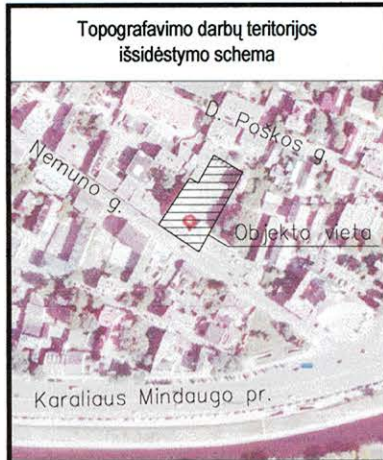 Topografavimo darbų teritorijos
išsidėstymo schema
D. Poškos g
Nemuno g.
Objekto vieta
Karaliaus Mindaugo pr.